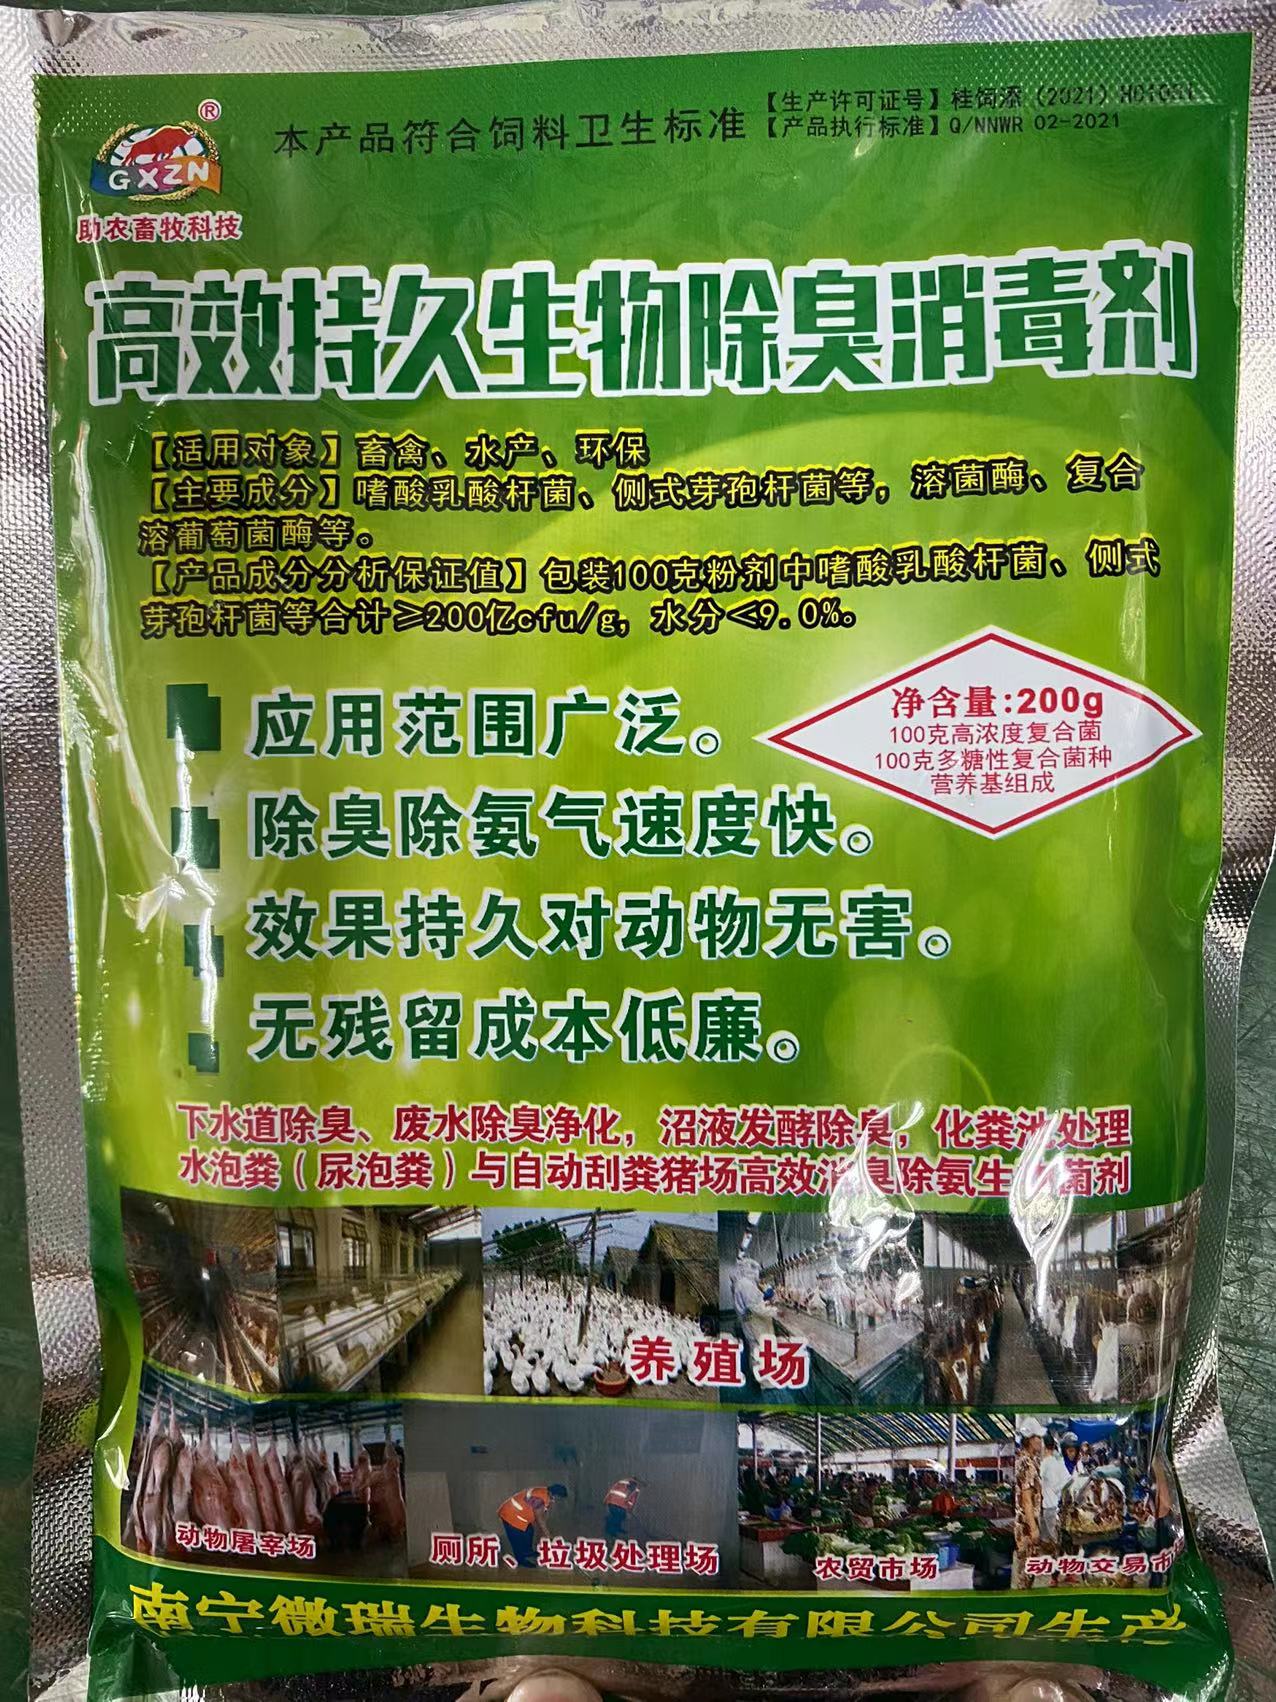 ®
GXZN
助农畜牧科技
本产品符合饲料卫生标准
【生产许可证号】桂饲添（2021）H01031
【产品执行标准】Q/NNWR 02-2021
高效持久生物除臭消毒剂
【适用对象】畜禽、水产、环保
【主要成分】嗜酸乳酸杆菌、侧式芽孢杆菌等，溶菌酶、复合
溶葡萄菌酶等。
【产品成分分析保证值】包装100克粉剂中嗜酸乳酸杆菌、侧式
芽孢杆菌等合计≥200亿cfu/g，水分<9.0%。
净含量:200g
100克高浓度复合菌
100克多糖性复合菌种
营养基组成
应用范围广泛。
除臭除氨气速度快。
效果持久对动物无害。
无残留成本低廉。
下水道除臭、废水除臭净化，沼液发酵除臭，化粪池处理
水泡粪（尿泡粪）与自动刮粪猪场高效消臭除氨生物菌剂
养殖场
动物屠宰场
厕所、垃圾处理场
农贸市场
动物交易市场
南宁微瑞生物科技有限公司生产